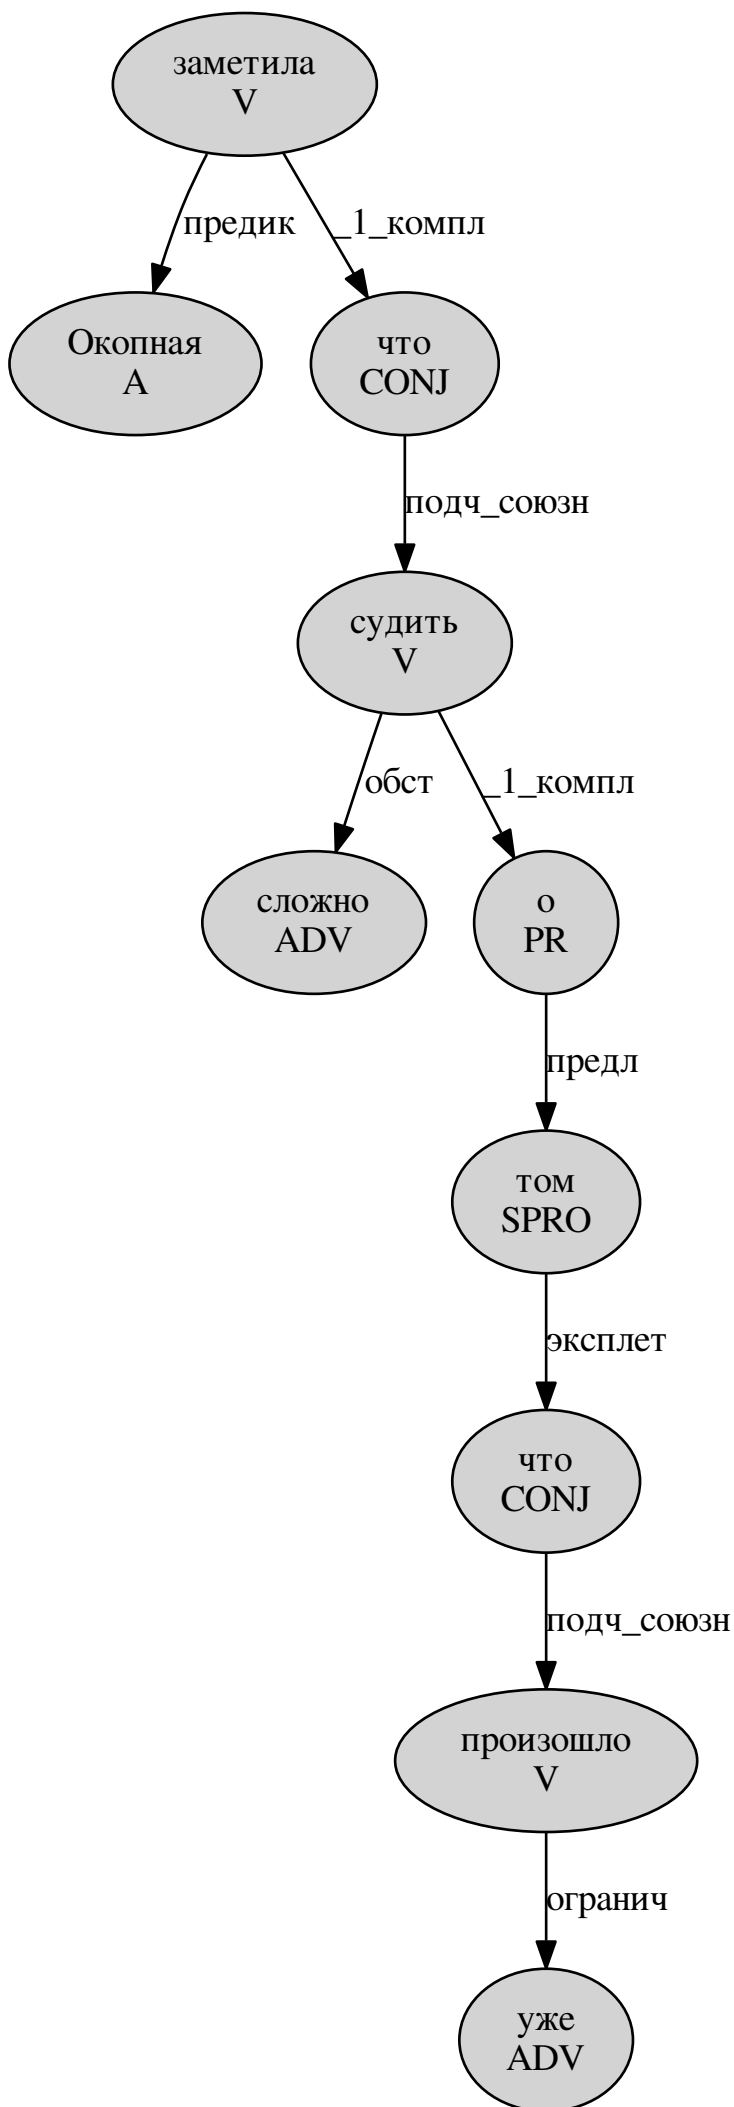 заметила
V
предик
_1_компл
Окопная
A
что
CONJ
подч_союзн
судить
V
обст
_1_компл
сложно
ADV
о
PR
предл
том
SPRO
эксплет
что
CONJ
подч_союзн
произошло
V
огранич
уже
ADV